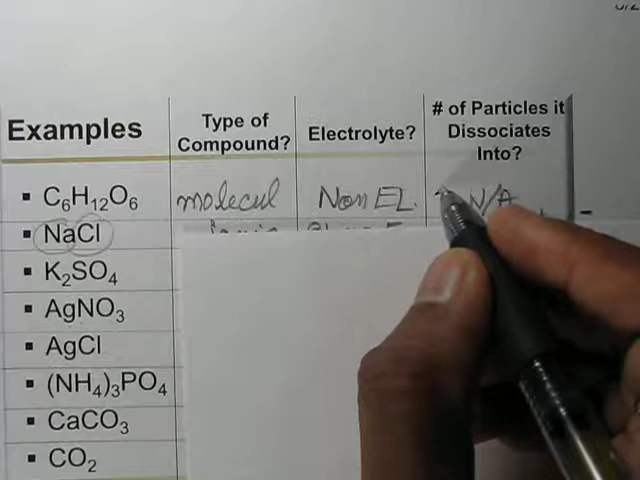 Examples
Type of Compound?
Electrolyte?
# of Particles it Dissociates Into?
▪ C₆H₁₂O₆ molecul Non EL. N/A
▪ NaCl
▪ K₂SO₄
▪ AgNO₃
▪ AgCl
▪ (NH₄)₃PO₄
▪ CaCO₃
▪ CO₂